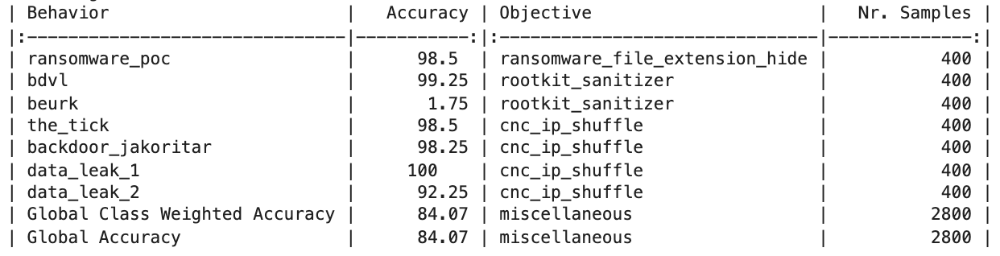 | Behavior                      |   Accuracy | Objective                     |   Nr. Samples |
|:------------------------------|-----------:|:------------------------------|--------------:|
| ransomware_poc                |      98.5  | ransomware_file_extension_hide |           400 |
| bdvl                          |      99.25 | rootkit_sanitizer             |           400 |
| beurk                         |       1.75 | rootkit_sanitizer             |           400 |
| the_tick                      |      98.5  | cnc_ip_shuffle                |           400 |
| backdoor_jakoritar            |      98.25 | cnc_ip_shuffle                |           400 |
| data_leak_1                   |     100    | cnc_ip_shuffle                |           400 |
| data_leak_2                   |      92.25 | cnc_ip_shuffle                |           400 |
| Global Class Weighted Accuracy |      84.07 | miscellaneous                 |          2800 |
| Global Accuracy               |      84.07 | miscellaneous                 |          2800 |